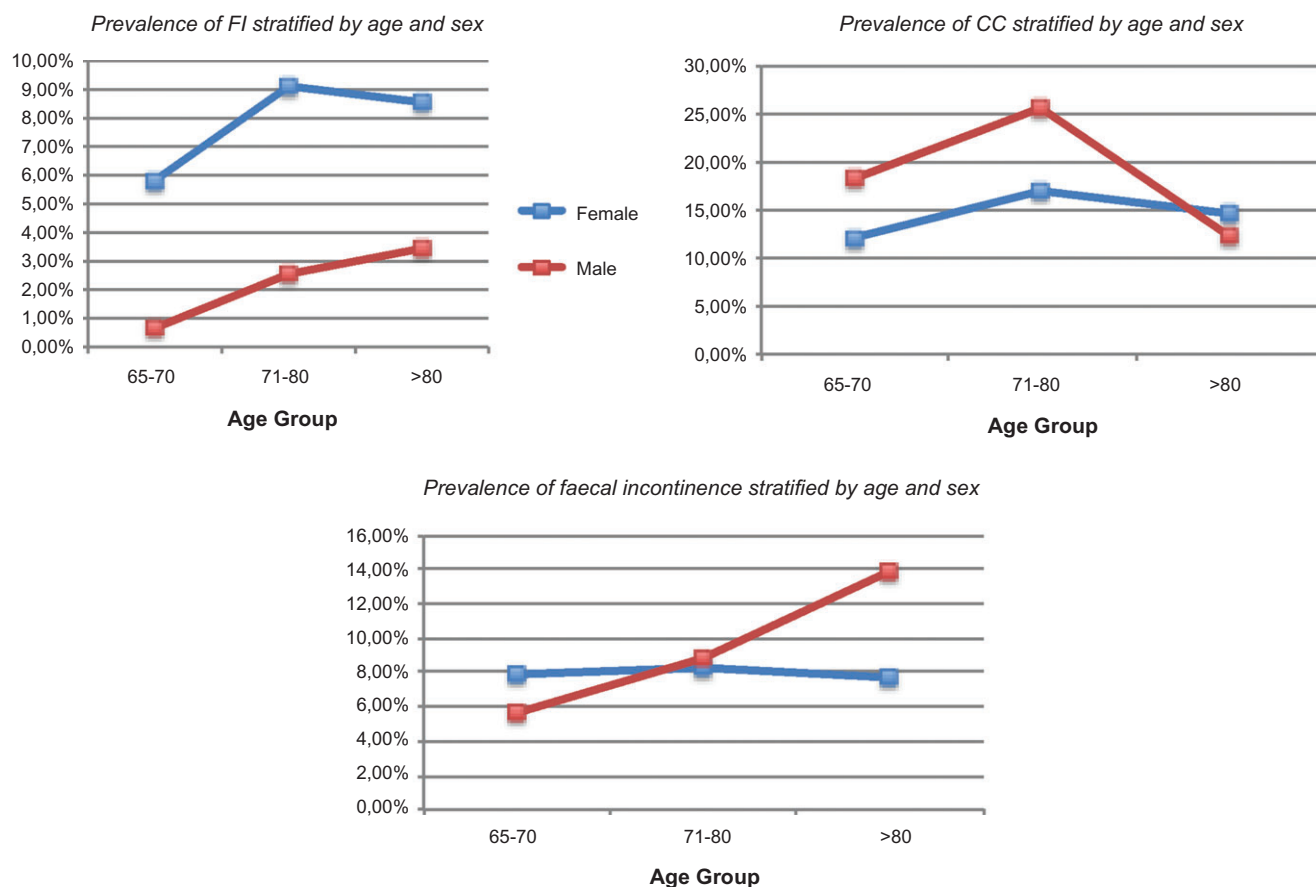 Prevalence of FI stratified by age and sex
10,00%
9,00%
8,00%
7,00%
6,00%
5,00%
4,00%
3,00%
2,00%
1,00%
0,00%
65-70 71-80 >80
Age Group
Female
Male
Prevalence of CC stratified by age and sex
30,00%
25,00%
20,00%
15,00%
10,00%
5,00%
0,00%
65-70 71-80 >80
Age Group
Prevalence of faecal incontinence stratified by age and sex
16,00%
14,00%
12,00%
10,00%
8,00%
6,00%
4,00%
2,00%
0,00%
65-70 71-80 >80
Age Group